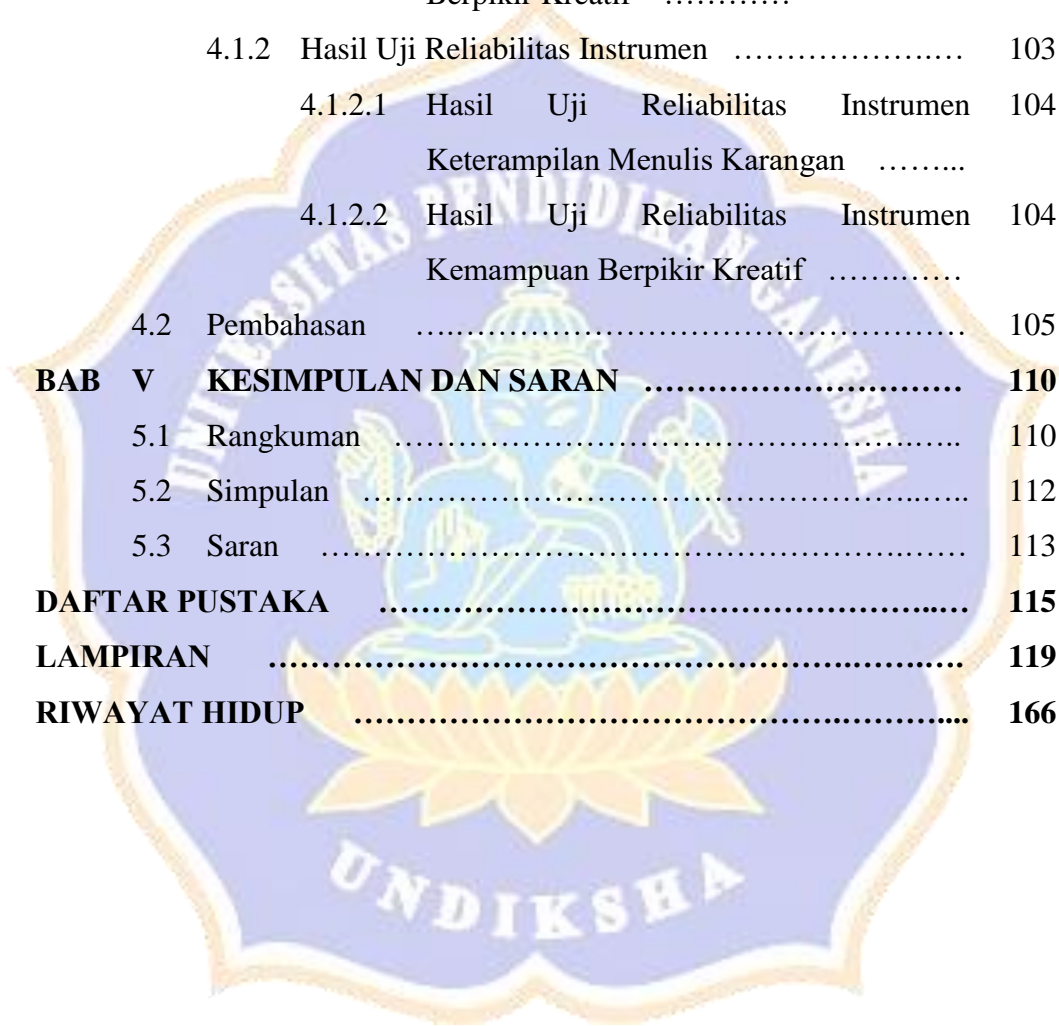 Berpikir Kreatif …………
4.1.2 Hasil Uji Reliabilitas Instrumen ……………….… 103
4.1.2.1 Hasil Uji Reliabilitas Instrumen 104
Keterampilan Menulis Karangan ……...
4.1.2.2 Hasil Uji Reliabilitas Instrumen 104
Kemampuan Berpikir Kreatif …….……
4.2 Pembahasan ….………………………………………… 105
BAB V KESIMPULAN DAN SARAN ………………………… 110
5.1 Rangkuman …………………………………………….….. 110
5.2 Simpulan ……………………………………………..….. 112
5.3 Saran ……………………………………………….…… 113
DAFTAR PUSTAKA ……………………………………………..… 115
LAMPIRAN ……………………………………………….…….…. 119
RIWAYAT HIDUP ……………………………………….……….... 166
UNIVERSITAS PENDIDIKAN GANESHA
UNDIKSHA